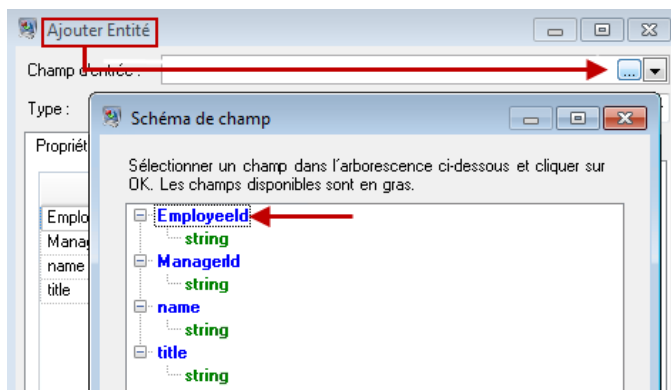 Ajouter Entité
Champ d'entrée :
...
Type :
Schéma de champ
Propriét
Sélectionner un champ dans l'arborescence ci-dessous et cliquer sur
OK. Les champs disponibles sont en gras.
Emplo
Manag
name
title
EmployeeId
string
ManagerId
string
name
string
title
string